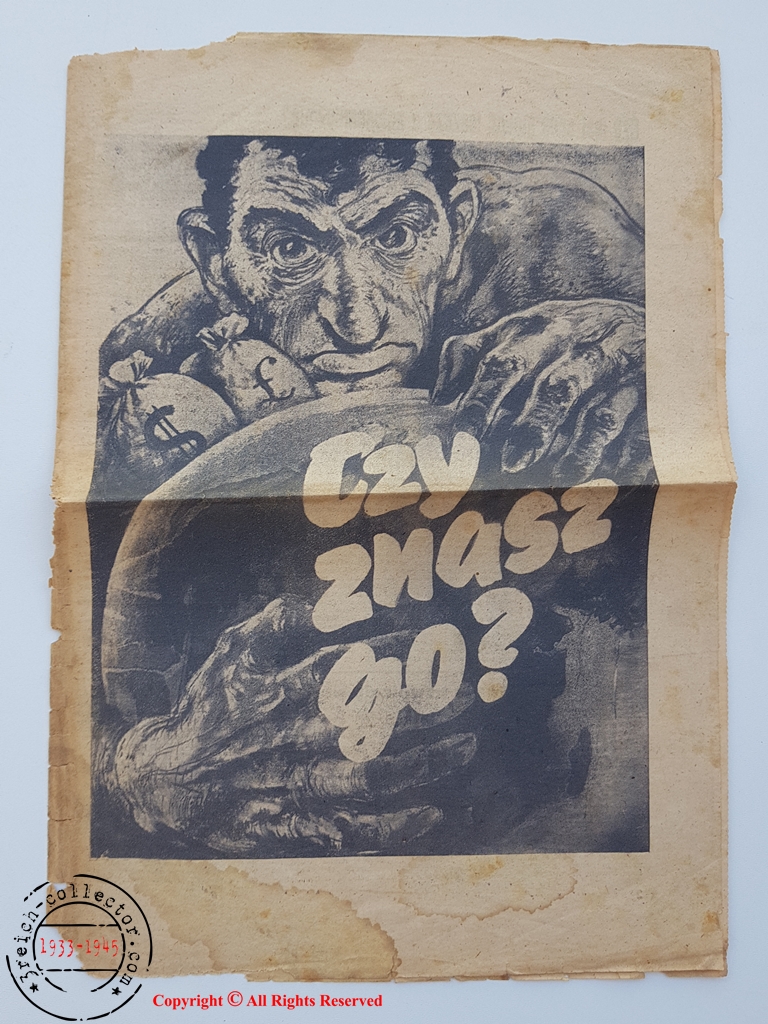 $
£
Czy
znasz
go?
3reich-collector.com
1933-1945
Copyright © All Rights Reserved